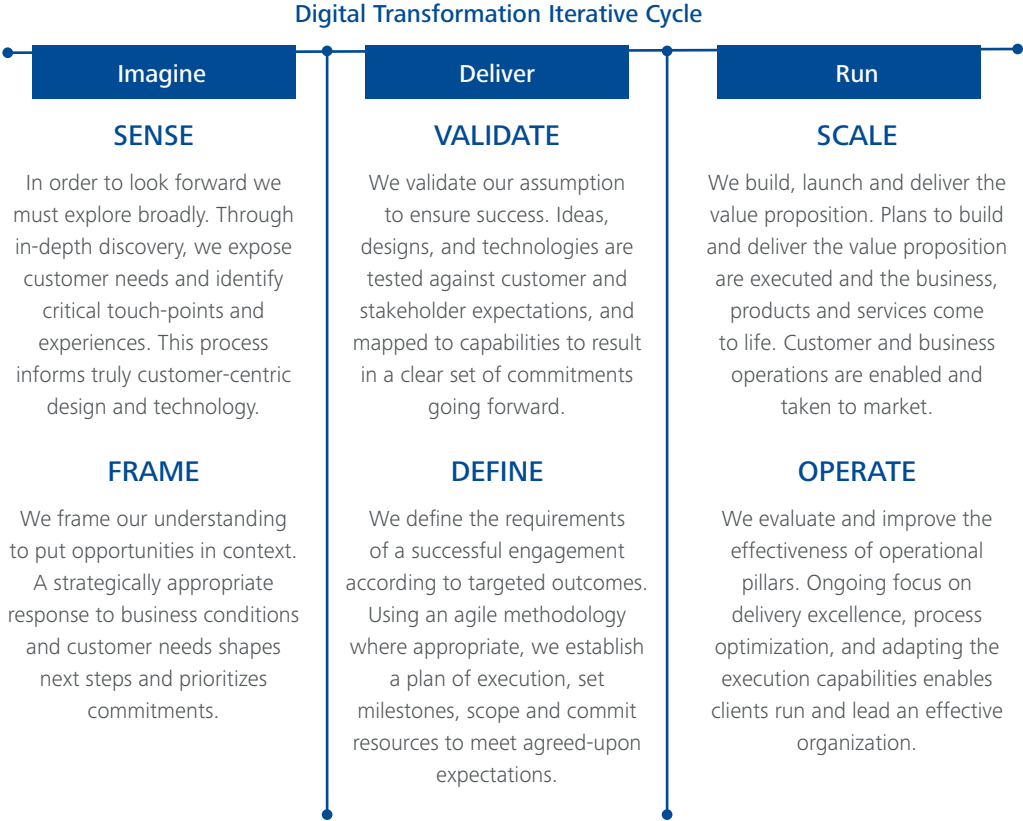 Digital Transformation Iterative Cycle
Imagine
SENSE
In order to look forward we
must explore broadly. Through
in-depth discovery, we expose
customer needs and identify
critical touch-points and
experiences. This process
informs truly customer-centric
design and technology.
FRAME
We frame our understanding
to put opportunities in context.
A strategically appropriate
response to business conditions
and customer needs shapes
next steps and prioritizes
commitments.
Deliver
VALIDATE
We validate our assumption
to ensure success. Ideas,
designs, and technologies are
tested against customer and
stakeholder expectations, and
mapped to capabilities to result
in a clear set of commitments
going forward.
DEFINE
We define the requirements
of a successful engagement
according to targeted outcomes.
Using an agile methodology
where appropriate, we establish
a plan of execution, set
milestones, scope and commit
resources to meet agreed-upon
expectations.
Run
SCALE
We build, launch and deliver the
value proposition. Plans to build
and deliver the value proposition
are executed and the business,
products and services come
to life. Customer and business
operations are enabled and
taken to market.
OPERATE
We evaluate and improve the
effectiveness of operational
pillars. Ongoing focus on
delivery excellence, process
optimization, and adapting the
execution capabilities enables
clients run and lead an effective
organization.